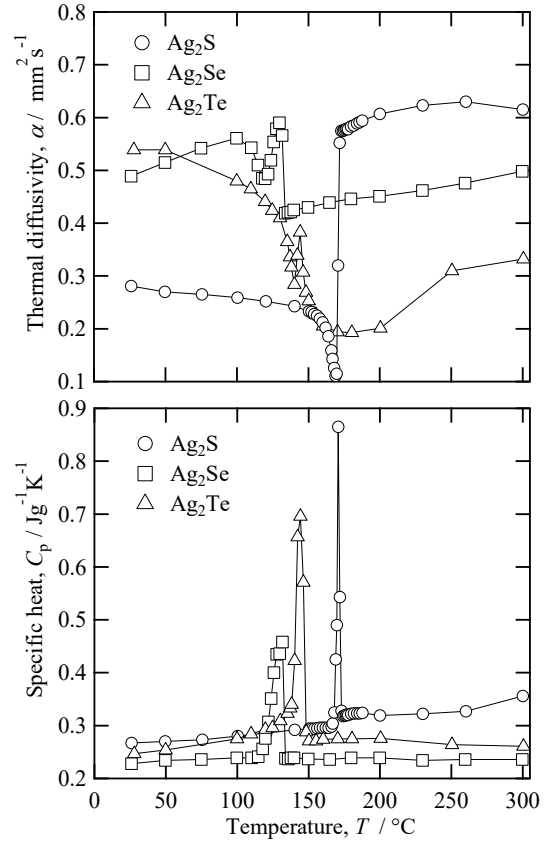 0.8
0.7
0.6
0.5
0.4
0.3
0.2
0.1
Thermal diffusivity, α / mm²s⁻¹
Ag₂S
Ag₂Se
Ag₂Te
0.9
0.8
0.7
0.6
0.5
0.4
0.3
0.2
Specific heat, Cₚ / Jg⁻¹K⁻¹
Ag₂S
Ag₂Se
Ag₂Te
0 50 100 150 200 250 300
Temperature, T / °C